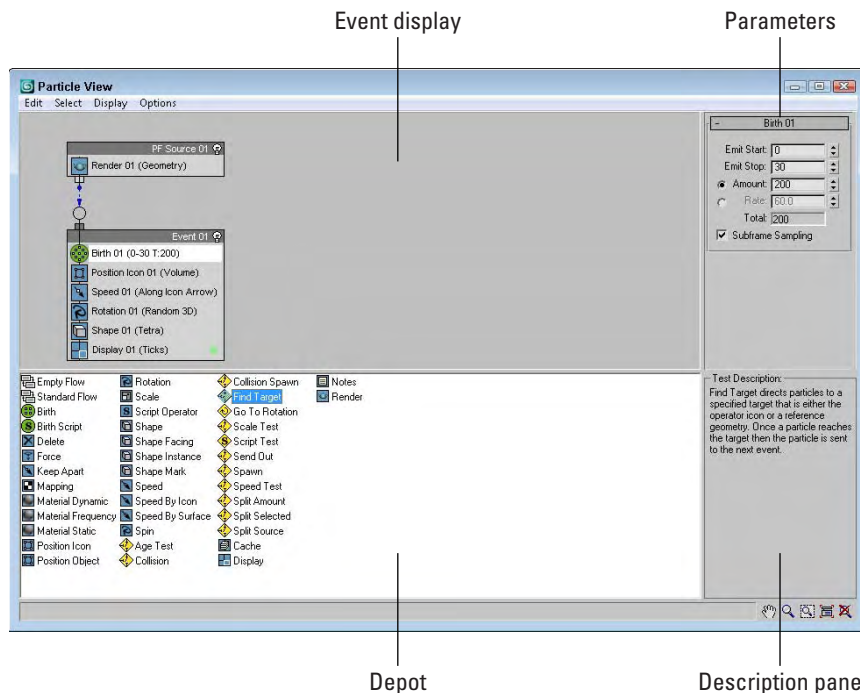 Event display
Parameters
Particle View
Edit Select Display Options
PF Source 01
Render 01 (Geometry)
Event 01
Birth 01 (0-30 T:200)
Position Icon 01 (Volume)
Speed 01 (Along Icon Arrow)
Rotation 01 (Random 3D)
Shape 01 (Tetra)
Display 01 (Ticks)
- Birth 01
Emit Start: 0
Emit Stop: 30
Amount: 200
Rate: 60.0
Total: 200
Subframe Sampling
Empty Flow
Standard Flow
Birth
Birth Script
Delete
Force
Keep Apart
Mapping
Material Dynamic
Material Frequency
Material Static
Position Icon
Position Object
Rotation
Scale
Script Operator
Shape
Shape Facing
Shape Instance
Shape Mark
Speed
Speed By Icon
Speed By Surface
Spin
Age Test
Collision
Collision Spawn
Find Target
Go To Rotation
Scale Test
Script Test
Send Out
Spawn
Speed Test
Split Amount
Split Selected
Split Source
Cache
Display
Notes
Render
Test Description:
Find Target directs particles to a
specified target that is either the
operator icon or a reference
geometry. Once a particle reaches
the target then the particle is sent
to the next event.
Depot
Description pane